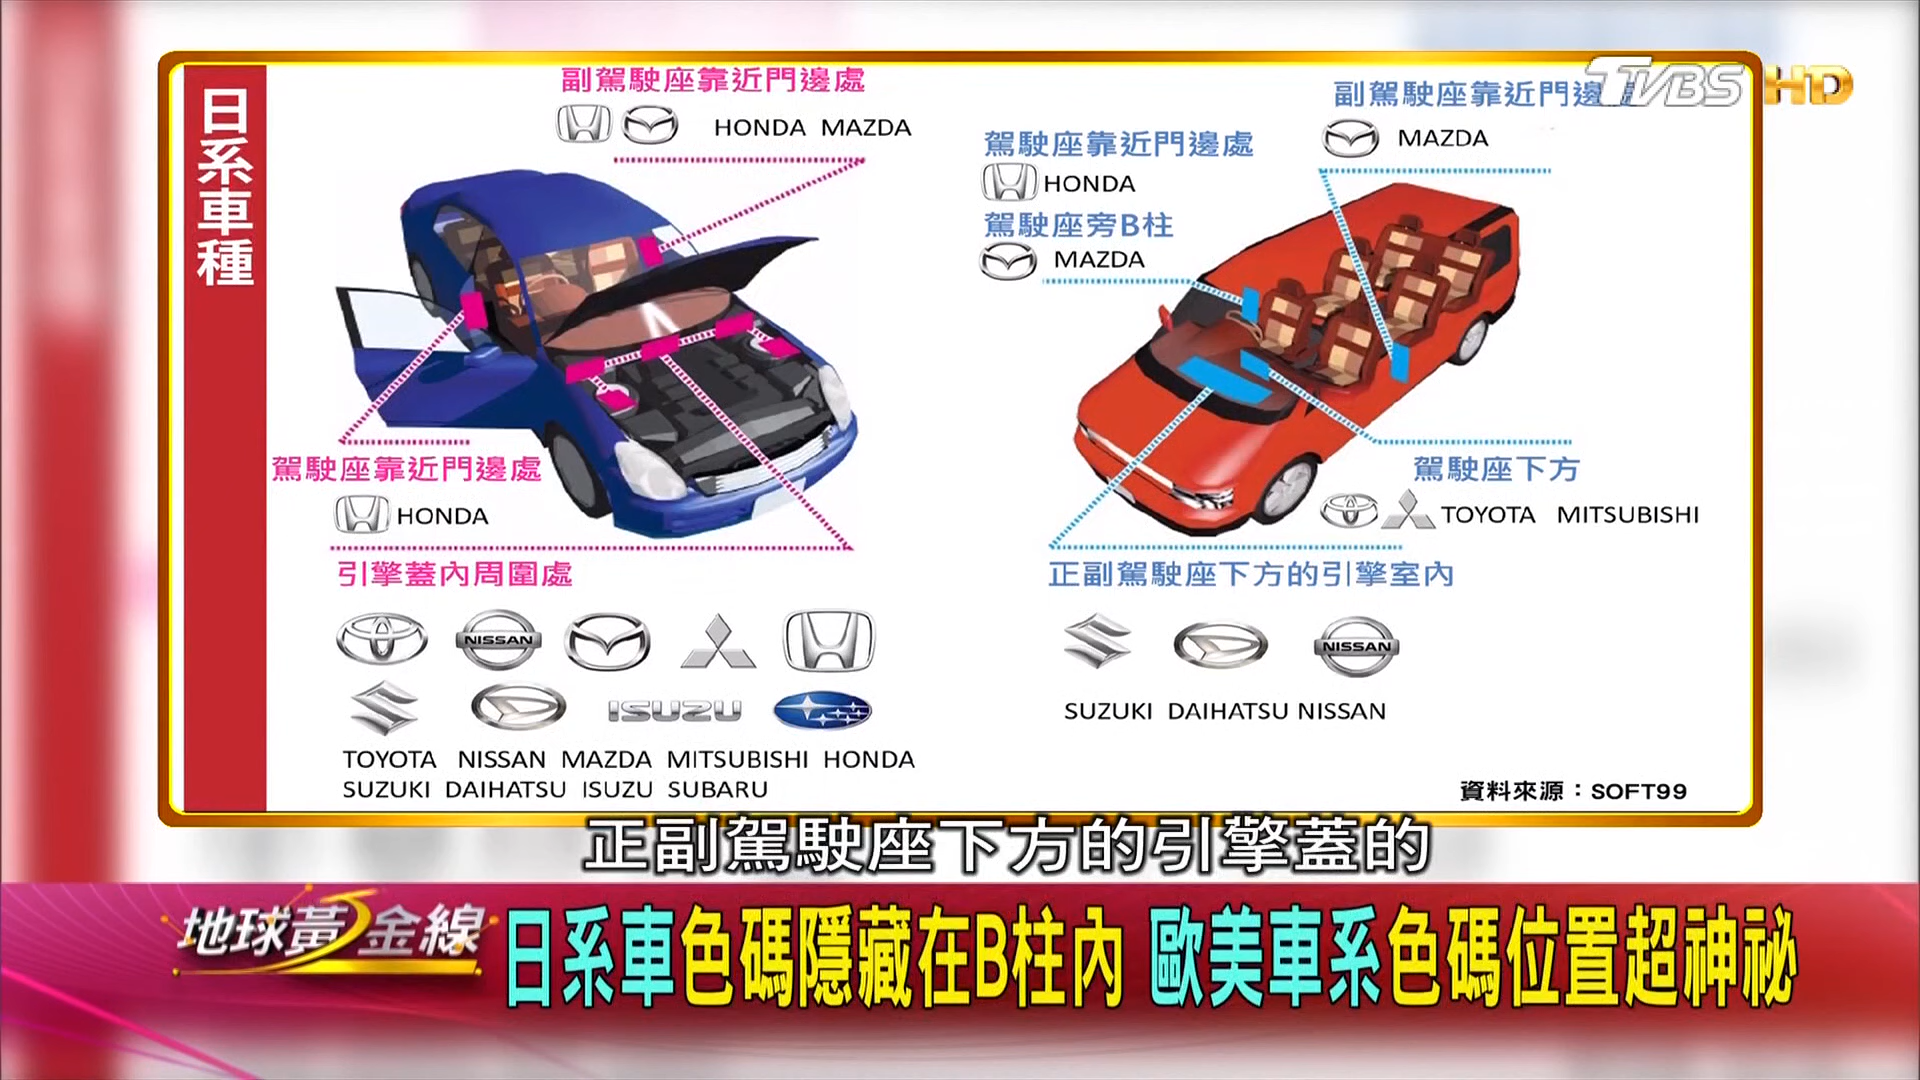 日系車種
副駕駛座靠近門邊處
HONDA MAZDA
駕駛座靠近門邊處
HONDA
引擎蓋內周圍處
NISSAN
ISUZU
TOYOTA NISSAN MAZDA MITSUBISHI HONDA
SUZUKI DAIHATSU ISUZU SUBARU
副駕駛座靠近門邊處
MAZDA
駕駛座靠近門邊處
HONDA
駕駛座旁B柱
MAZDA
駕駛座下方
TOYOTA MITSUBISHI
正副駕駛座下方的引擎室內
NISSAN
SUZUKI DAIHATSU NISSAN
資料來源：SOFT99
TVBS HD
正副駕駛座下方的引擎蓋的
地球黃金線
日系車色碼隱藏在B柱內 歐美車系色碼位置超神祕